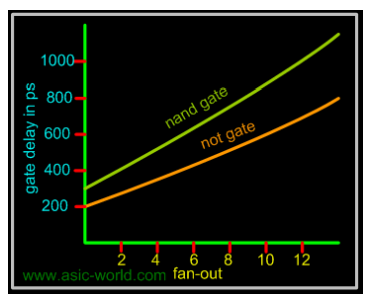 1000
800
600
400
200
gate delay in ps
nand gate
not gate
2 4 6 8 10 12
www.asic-world.com fan-out